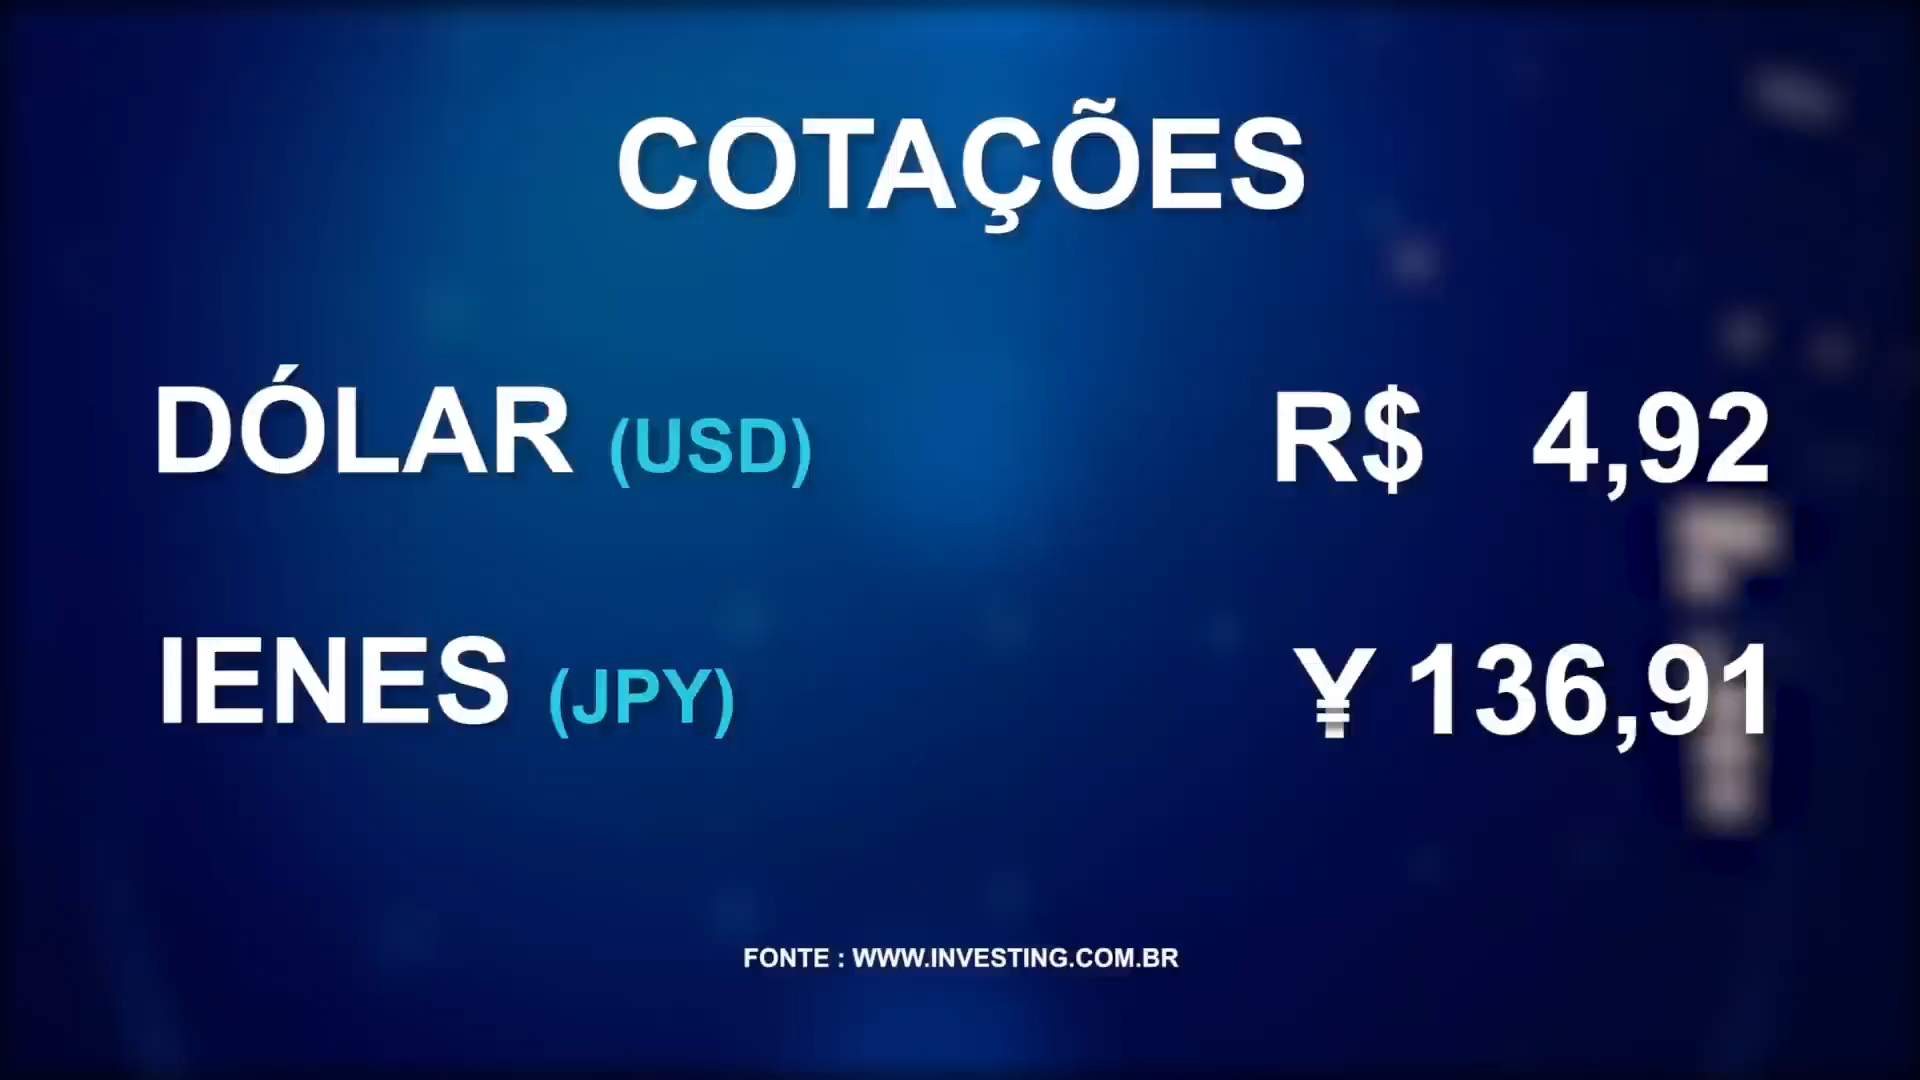 COTAÇÕES
DÓLAR (USD) R$ 4,92
IENES (JPY) ¥ 136,91
FONTE : WWW.INVESTING.COM.BR